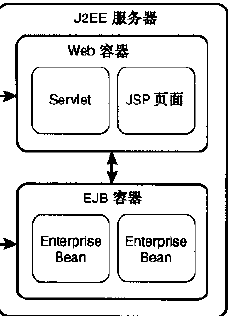 J2EE 服务器
Web 容器
Servlet
JSP 页面
EJB 容器
Enterprise
Bean
Enterprise
Bean